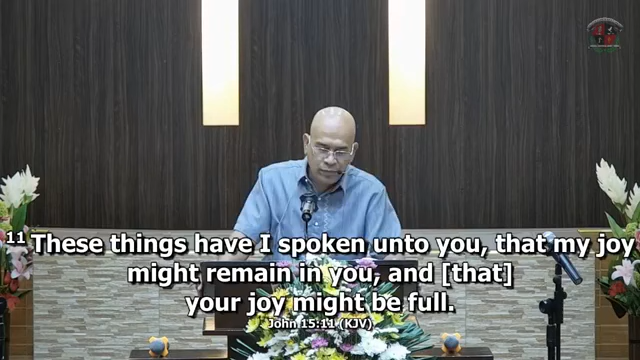 11 These things have I spoken unto you, that my joy
might remain in you, and [that]
your joy might be full.
John 15:11 (KJV)